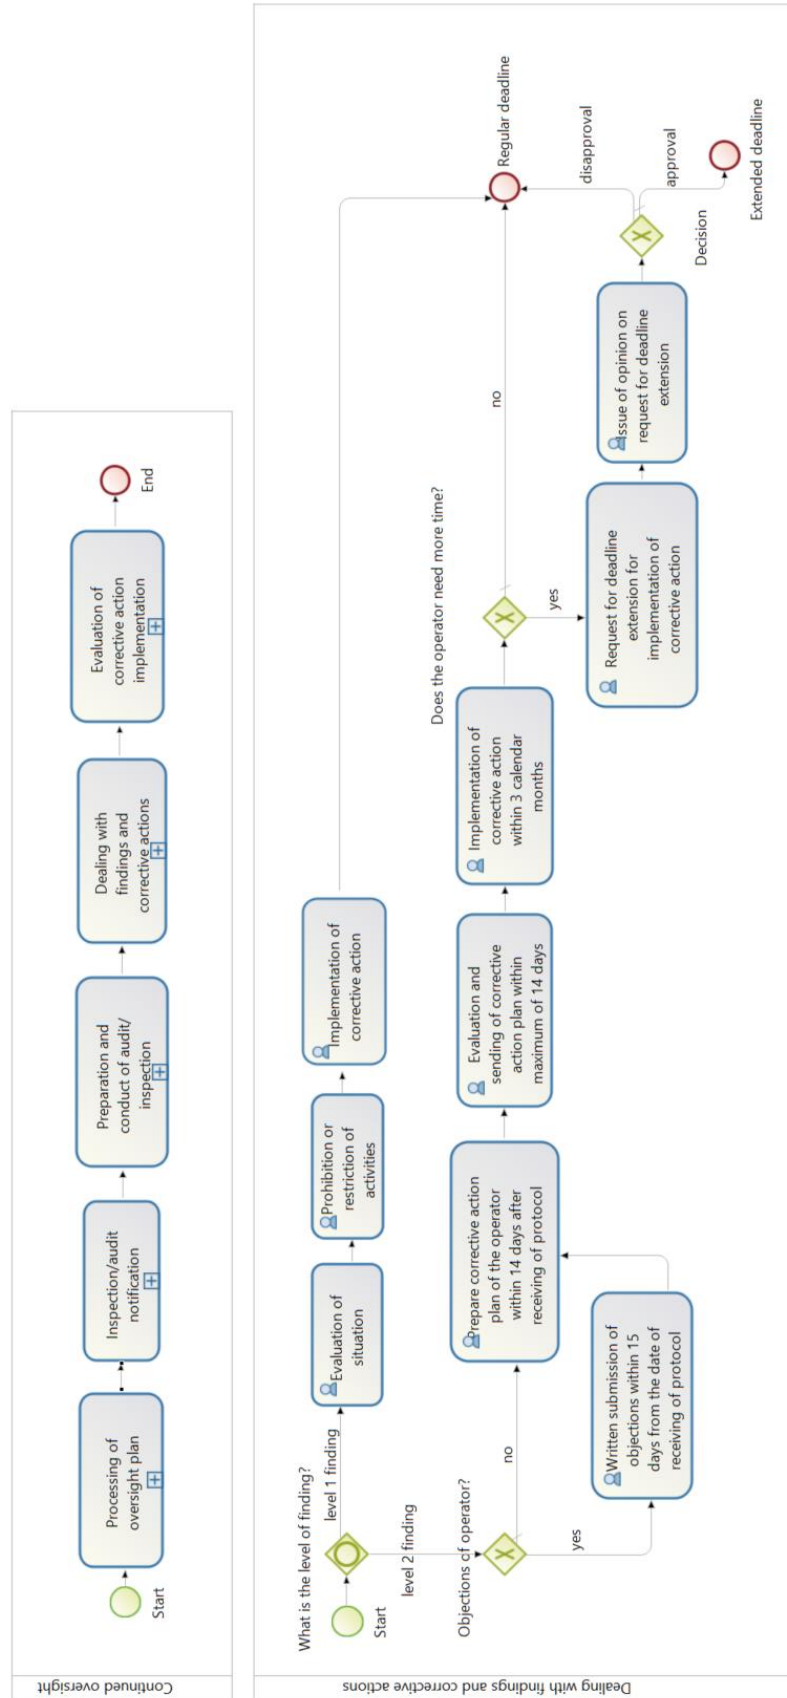 Continued oversight
Start
Processing of
oversight plan
Inspection/audit
notification
Preparation and
conduct of audit/
inspection
Dealing with
findings and
corrective actions
Evaluation of
corrective action
implementation
End
Dealing with findings and corrective actions
Start
What is the level of finding?
level 1 finding
Evaluation of
situation
Prohibition or
restriction of
activities
Implementation of
corrective action
level 2 finding
Objections of operator?
no
yes
Written submission of
objections within 15
days from the date of
receiving of protocol
Prepare corrective action
plan of the operator
within 14 days after
receiving of protocol
Evaluation and
sending of corrective
action plan within
maximum of 14 days
Implementation of
corrective action
within 3 calendar
months
Does the operator need more time?
no
yes
Request for deadline
extension for
implementation of
corrective action
Issue of opinion on
request for deadline
extension
Decision
disapproval
approval
Regular deadline
Extended deadline